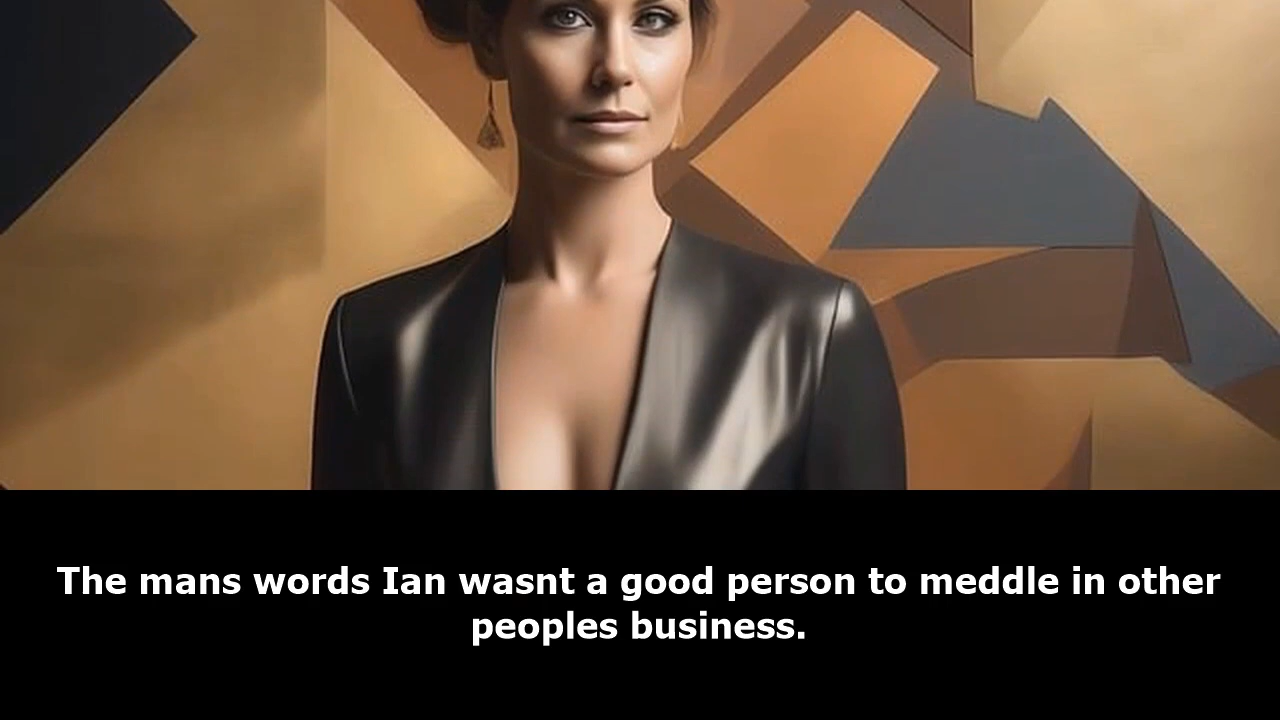 The mans words Ian wasnt a good person to meddle in other
peoples business.